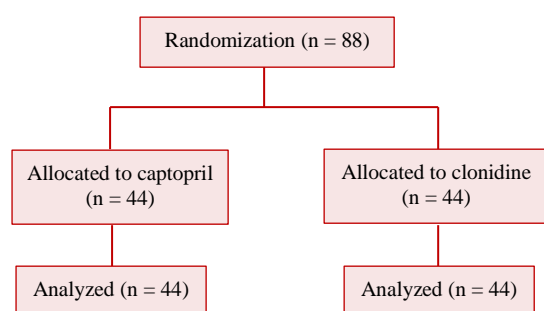 Randomization (n = 88)
Allocated to captopril
(n = 44)
Allocated to clonidine
(n = 44)
Analyzed (n = 44)
Analyzed (n = 44)